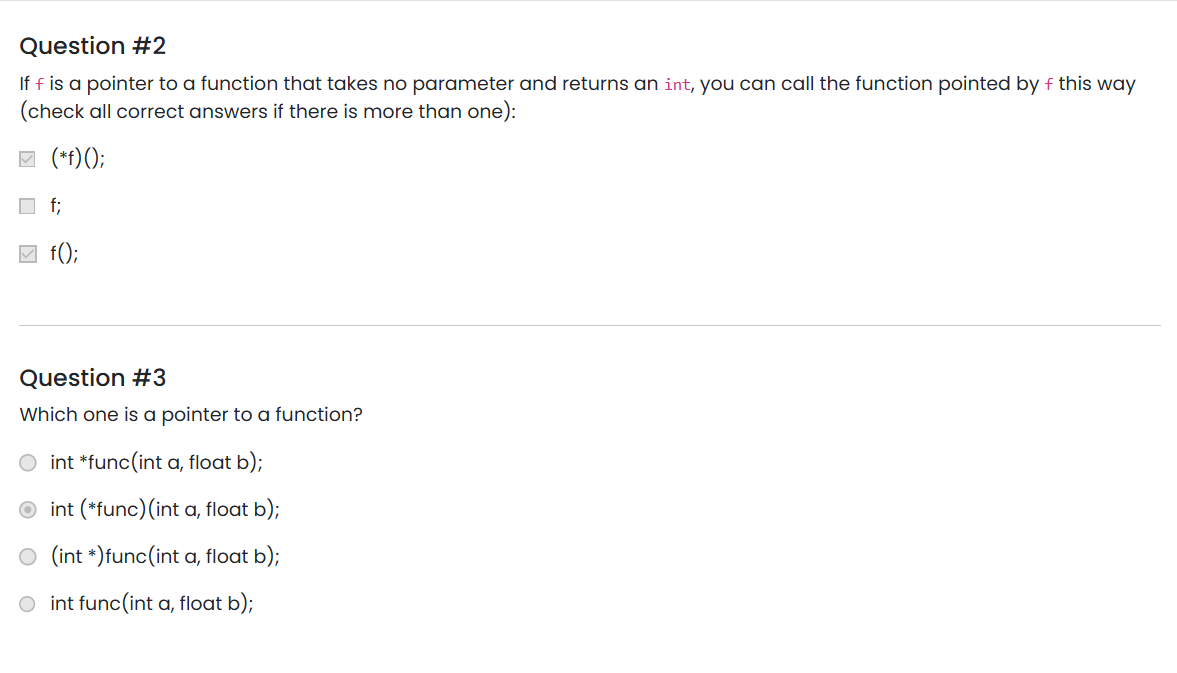 Question #2
If f is a pointer to a function that takes no parameter and returns an int, you can call the function pointed by f this way
(check all correct answers if there is more than one):
(*f)();
f;
f();
Question #3
Which one is a pointer to a function?
int *func(int a, float b);
int (*func)(int a, float b);
(int *)func(int a, float b);
int func(int a, float b);